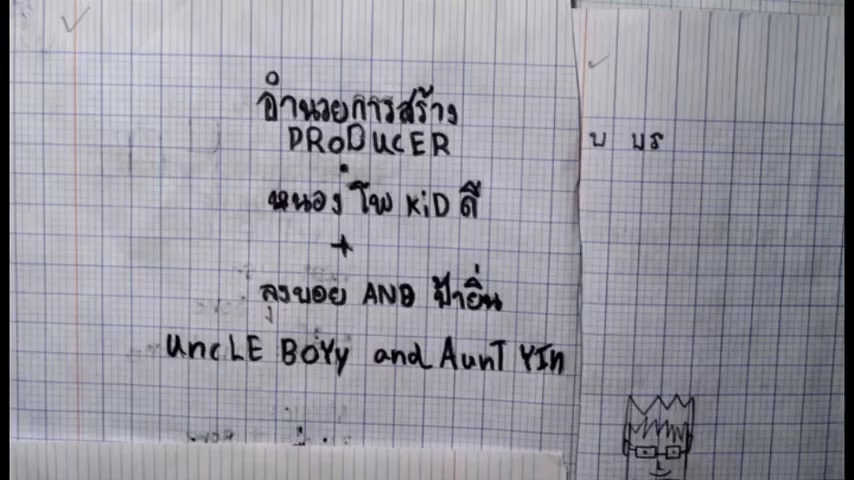 อำนวยการสร้าง
PRODUCER
หนองโพ KiD ดี
+
ลุงบอย AND ป้ายิ่น
uncLE BoYy and AunT YIn
บ บร